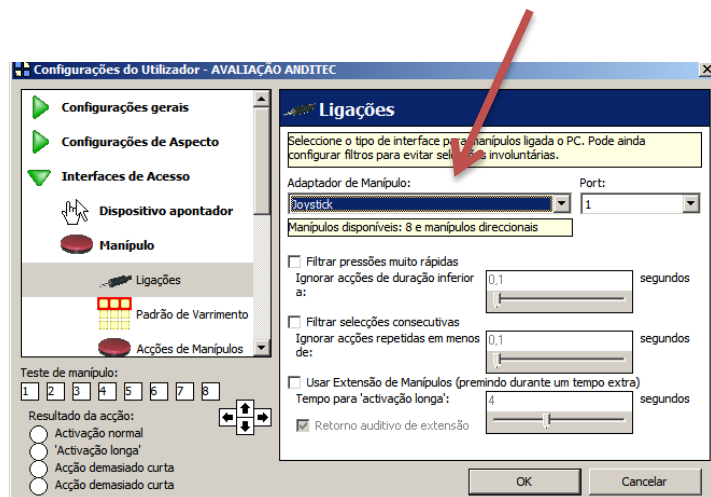 Configurações do Utilizador - AVALIAÇÃO ANDITEC
Configurações gerais
Configurações de Aspecto
Interfaces de Acesso
Dispositivo apontador
Manípulo
Ligações
Padrão de Varrimento
Acções de Manípulos
Teste de manípulo:
1 2 3 4 5 6 7 8
Resultado da acção:
Activação normal
'Activação longa'
Acção demasiado curta
Acção demasiado curta
Ligações
Seleccione o tipo de interface para manípulos ligada o PC. Pode ainda
configurar filtros para evitar selecções involuntárias.
Adaptador de Manípulo: Port:
Joystick 1
Manípulos disponíveis: 8 e manípulos direccionais
Filtrar pressões muito rápidas
Ignorar acções de duração inferior 0,1 segundos
a:
Filtrar selecções consecutivas
Ignorar acções repetidas em menos 0,1 segundos
de:
Usar Extensão de Manípulos (premindo durante um tempo extra)
Tempo para 'activação longa': 4 segundos
Retorno auditivo de extensão
OK Cancelar